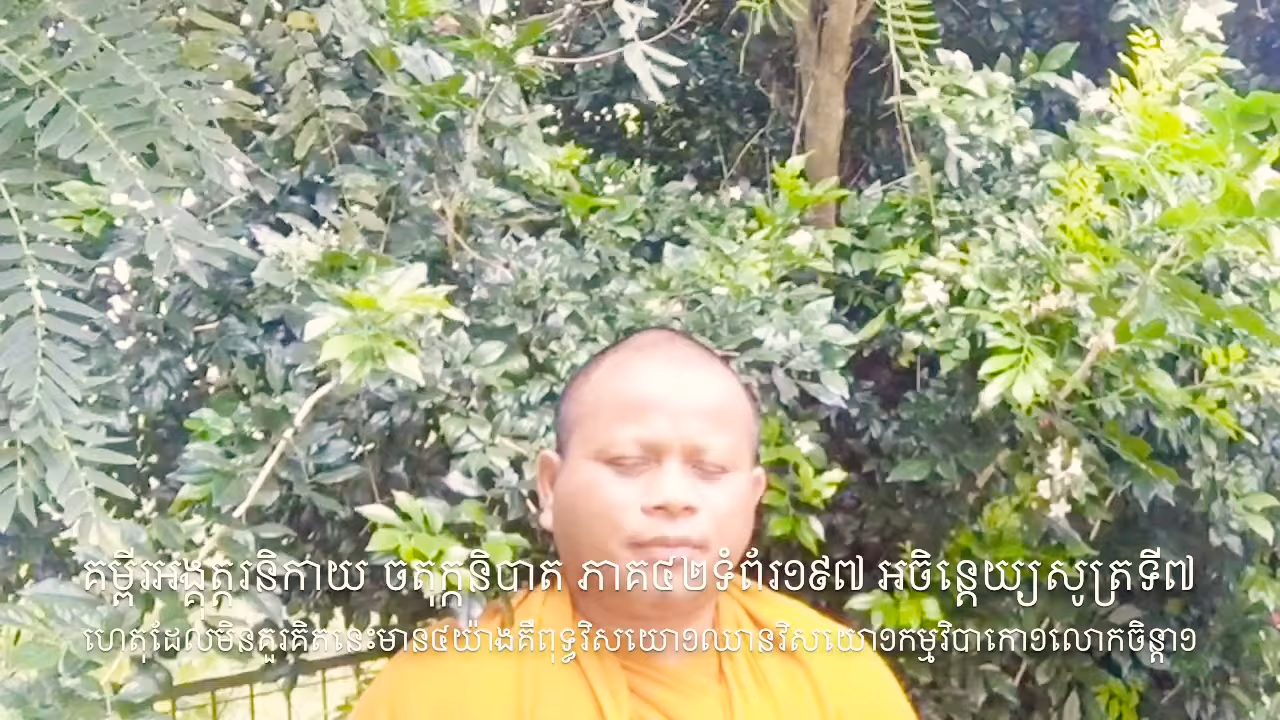 គម្ពីរអង្គុត្តរនិកាយ ចតុក្កនិបាត ភាគ៤២ទំព័រ១៩៧ អចិន្តេយ្យសូត្រទី៧
ហេតុដែលមិនគួរគិតនេះមាន៤យ៉ាងគឺពុទ្ធវិសយោ១ឈានវិសយោ១កម្មវិបាកោ១លោកចិន្តា១